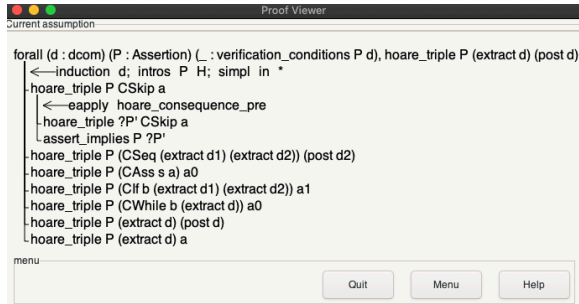 Proof Viewer
Current assumption
forall (d : dcom) (P : Assertion) (_ : verification_conditions P d), hoare_triple P (extract d) (post d)
induction d; intros P H; simpl in *
hoare_triple P CSkip a
eapply hoare_consequence_pre
hoare_triple ?P' CSkip a
assert_implies P ?P'
hoare_triple P (CSeq (extract d1) (extract d2)) (post d2)
hoare_triple P (CAss s a) a0
hoare_triple P (CIf b (extract d1) (extract d2)) a1
hoare_triple P (CWhile b (extract d)) a0
hoare_triple P (extract d) (post d)
hoare_triple P (extract d) a
menu
Quit Menu Help